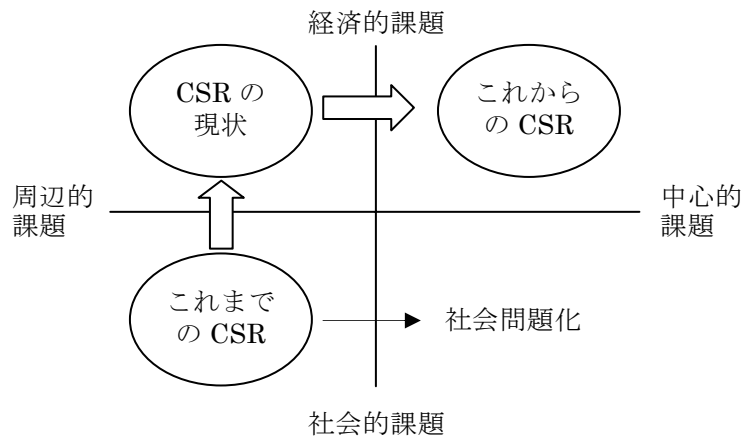 経済的課題
CSR の
現状
これから
の CSR
周辺的
課題
中心的
課題
これまで
の CSR
社会問題化
社会的課題